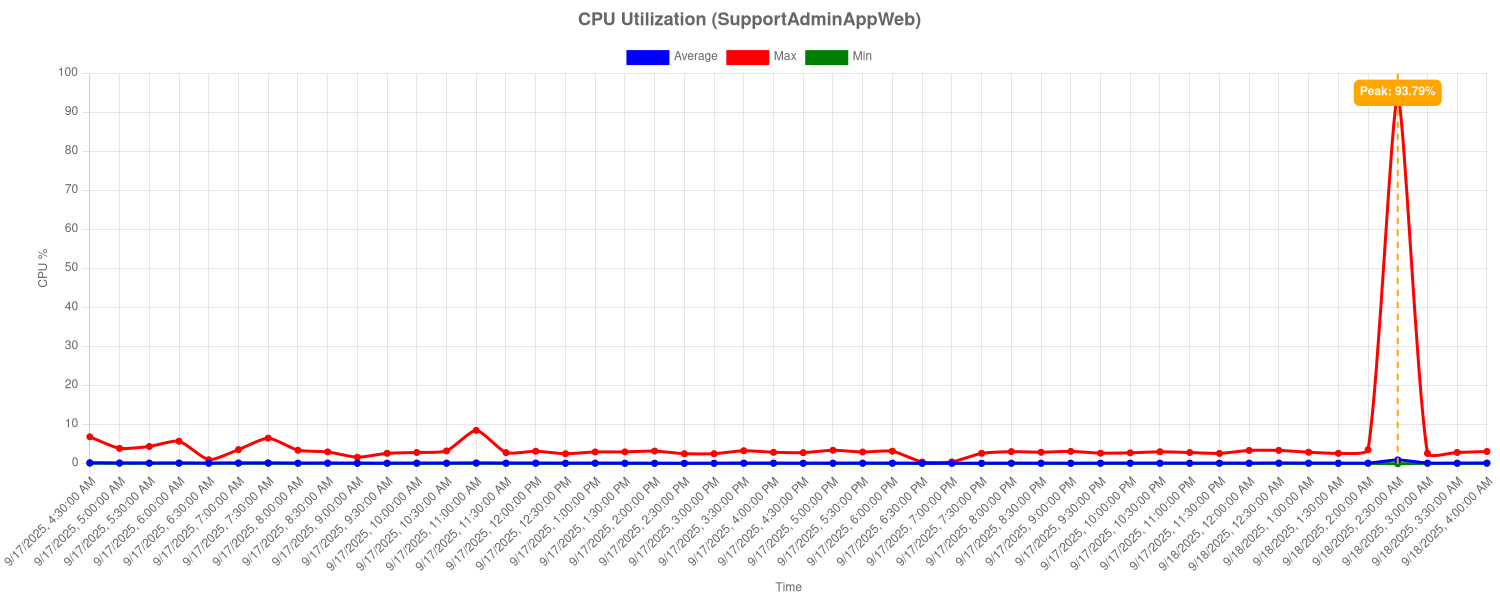 CPU Utilization (SupportAdminAppWeb)
Average Max Min
100
Peak: 93.79%
90
80
70
60
50
CPU %
40
30
20
10
0
9/17/2025, 4:30:00 AM
9/17/2025, 5:00:00 AM
9/17/2025, 5:30:00 AM
9/17/2025, 6:00:00 AM
9/17/2025, 6:30:00 AM
9/17/2025, 7:00:00 AM
9/17/2025, 7:30:00 AM
9/17/2025, 8:00:00 AM
9/17/2025, 8:30:00 AM
9/17/2025, 9:00:00 AM
9/17/2025, 9:30:00 AM
9/17/2025, 10:00:00 AM
9/17/2025, 10:30:00 AM
9/17/2025, 11:00:00 AM
9/17/2025, 11:30:00 AM
9/17/2025, 12:00:00 PM
9/17/2025, 12:30:00 PM
9/17/2025, 1:00:00 PM
9/17/2025, 1:30:00 PM
9/17/2025, 2:00:00 PM
9/17/2025, 2:30:00 PM
9/17/2025, 3:00:00 PM
9/17/2025, 3:30:00 PM
9/17/2025, 4:00:00 PM
9/17/2025, 4:30:00 PM
9/17/2025, 5:00:00 PM
9/17/2025, 5:30:00 PM
9/17/2025, 6:00:00 PM
9/17/2025, 6:30:00 PM
9/17/2025, 7:00:00 PM
9/17/2025, 7:30:00 PM
9/17/2025, 8:00:00 PM
9/17/2025, 8:30:00 PM
9/17/2025, 9:00:00 PM
9/17/2025, 9:30:00 PM
9/17/2025, 10:00:00 PM
9/17/2025, 10:30:00 PM
9/17/2025, 11:00:00 PM
9/17/2025, 11:30:00 PM
9/18/2025, 12:00:00 AM
9/18/2025, 12:30:00 AM
9/18/2025, 1:00:00 AM
9/18/2025, 1:30:00 AM
9/18/2025, 2:00:00 AM
9/18/2025, 2:30:00 AM
9/18/2025, 3:00:00 AM
9/18/2025, 3:30:00 AM
9/18/2025, 4:00:00 AM
Time